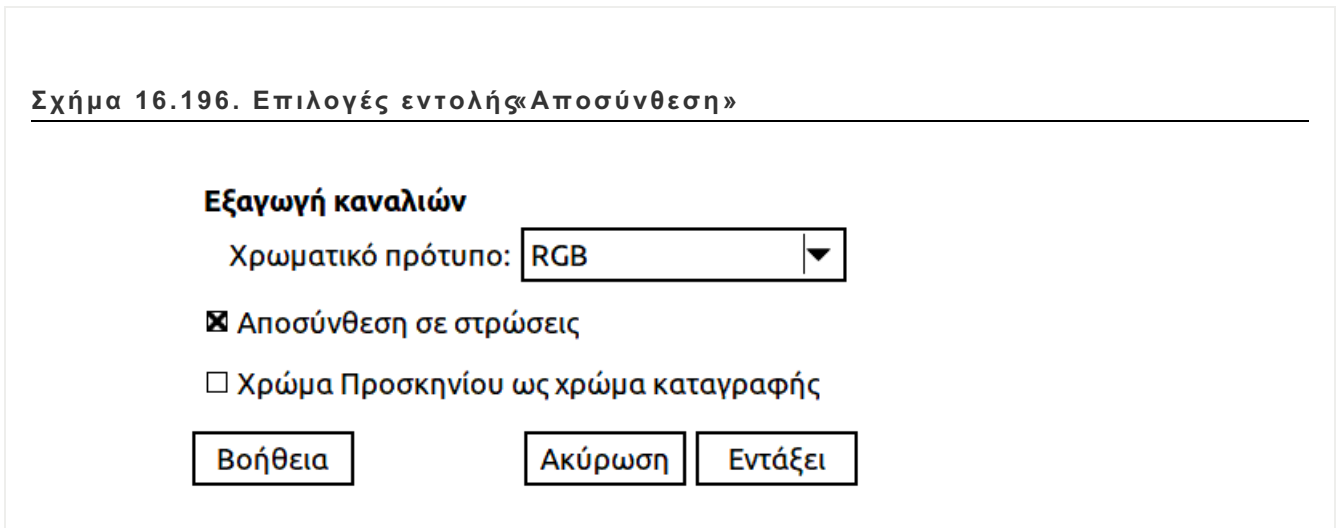 Σχήμα 16.196. Επιλογές εντολής«Αποσύνθεση»
Εξαγωγή καναλιών
Χρωματικό πρότυπο: RGB
Αποσύνθεση σε στρώσεις
Χρώμα Προσκηνίου ως χρώμα καταγραφής
Βοήθεια Ακύρωση Εντάξει